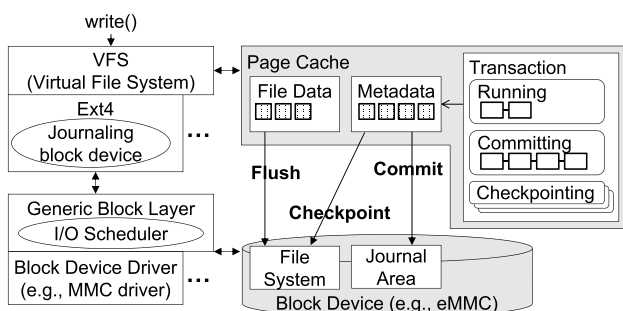 write()
VFS
(Virtual File System)
Ext4
Journaling
block device
...
Generic Block Layer
I/O Scheduler
Block Device Driver
(e.g., MMC driver)
...
Page Cache
File Data
Metadata
Transaction
Running
Committing
Checkpointing
Flush
Commit
Checkpoint
File
System
Journal
Area
Block Device (e.g., eMMC)